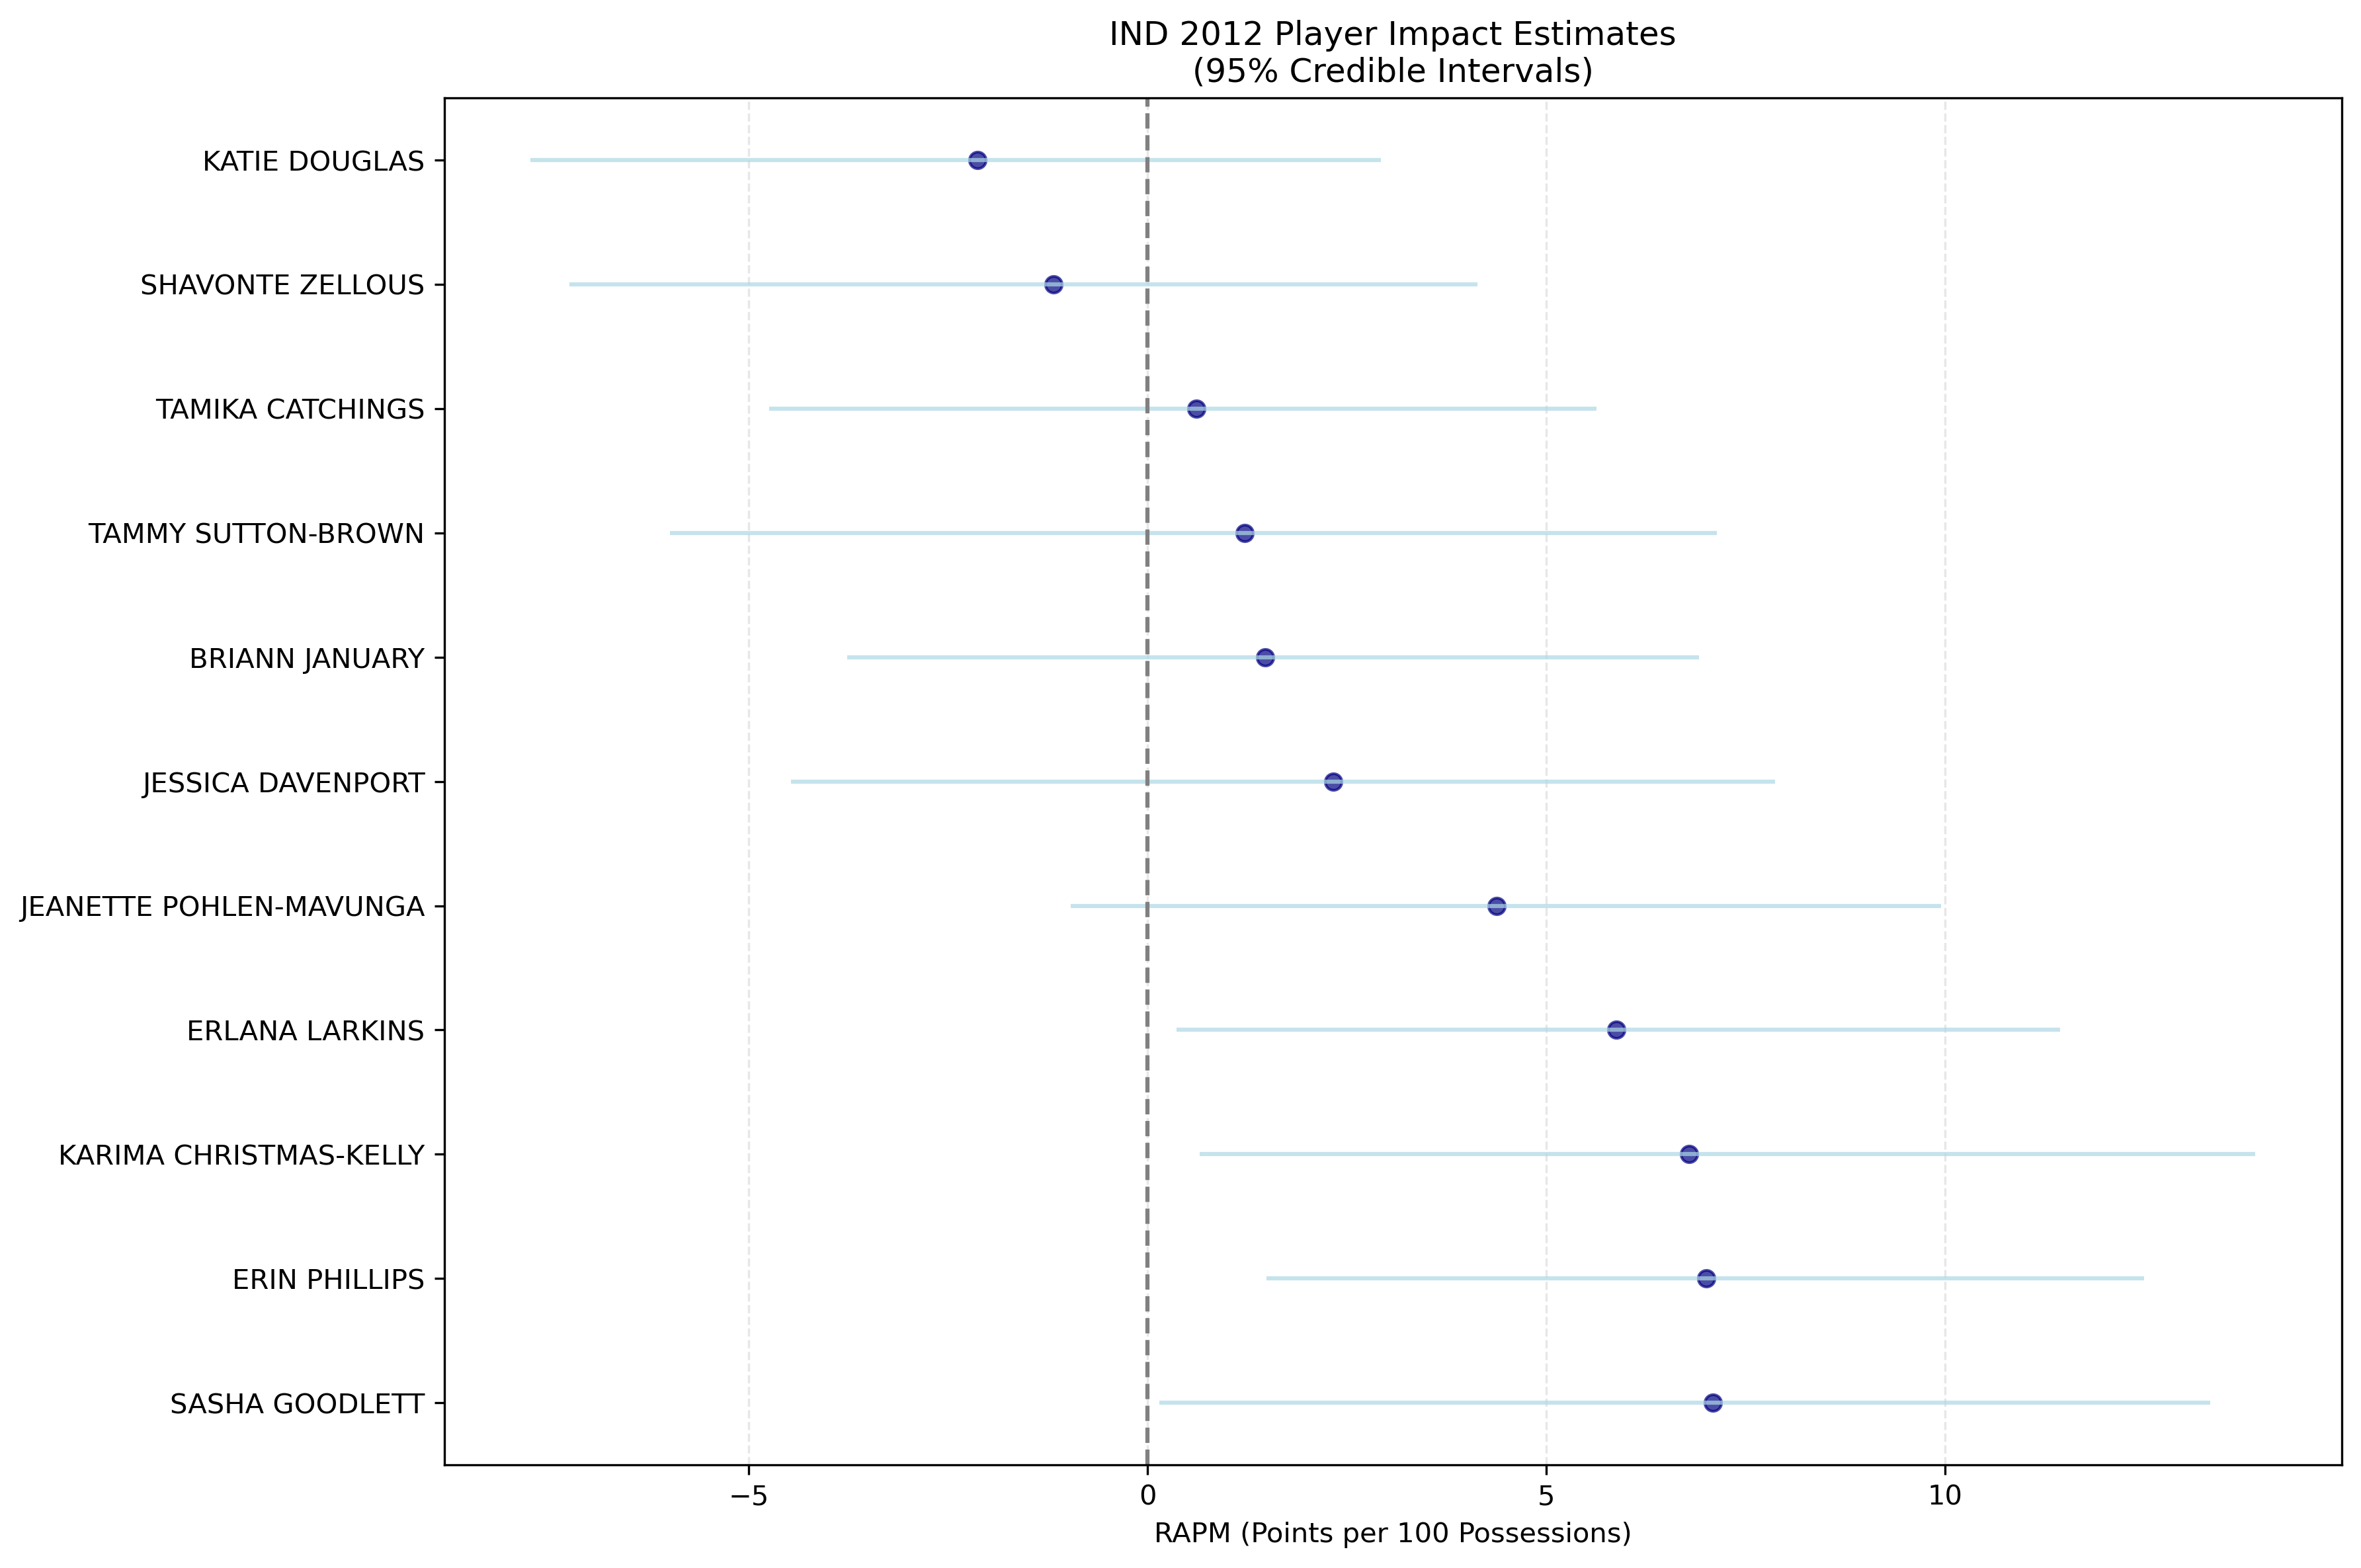 IND 2012 Player Impact Estimates
(95% Credible Intervals)
KATIE DOUGLAS
SHAVONTE ZELLOUS
TAMIKA CATCHINGS
TAMMY SUTTON-BROWN
BRIANN JANUARY
JESSICA DAVENPORT
JEANETTE POHLEN-MAVUNGA
ERLANA LARKINS
KARIMA CHRISTMAS-KELLY
ERIN PHILLIPS
SASHA GOODLETT
−5 0 5 10
RAPM (Points per 100 Possessions)